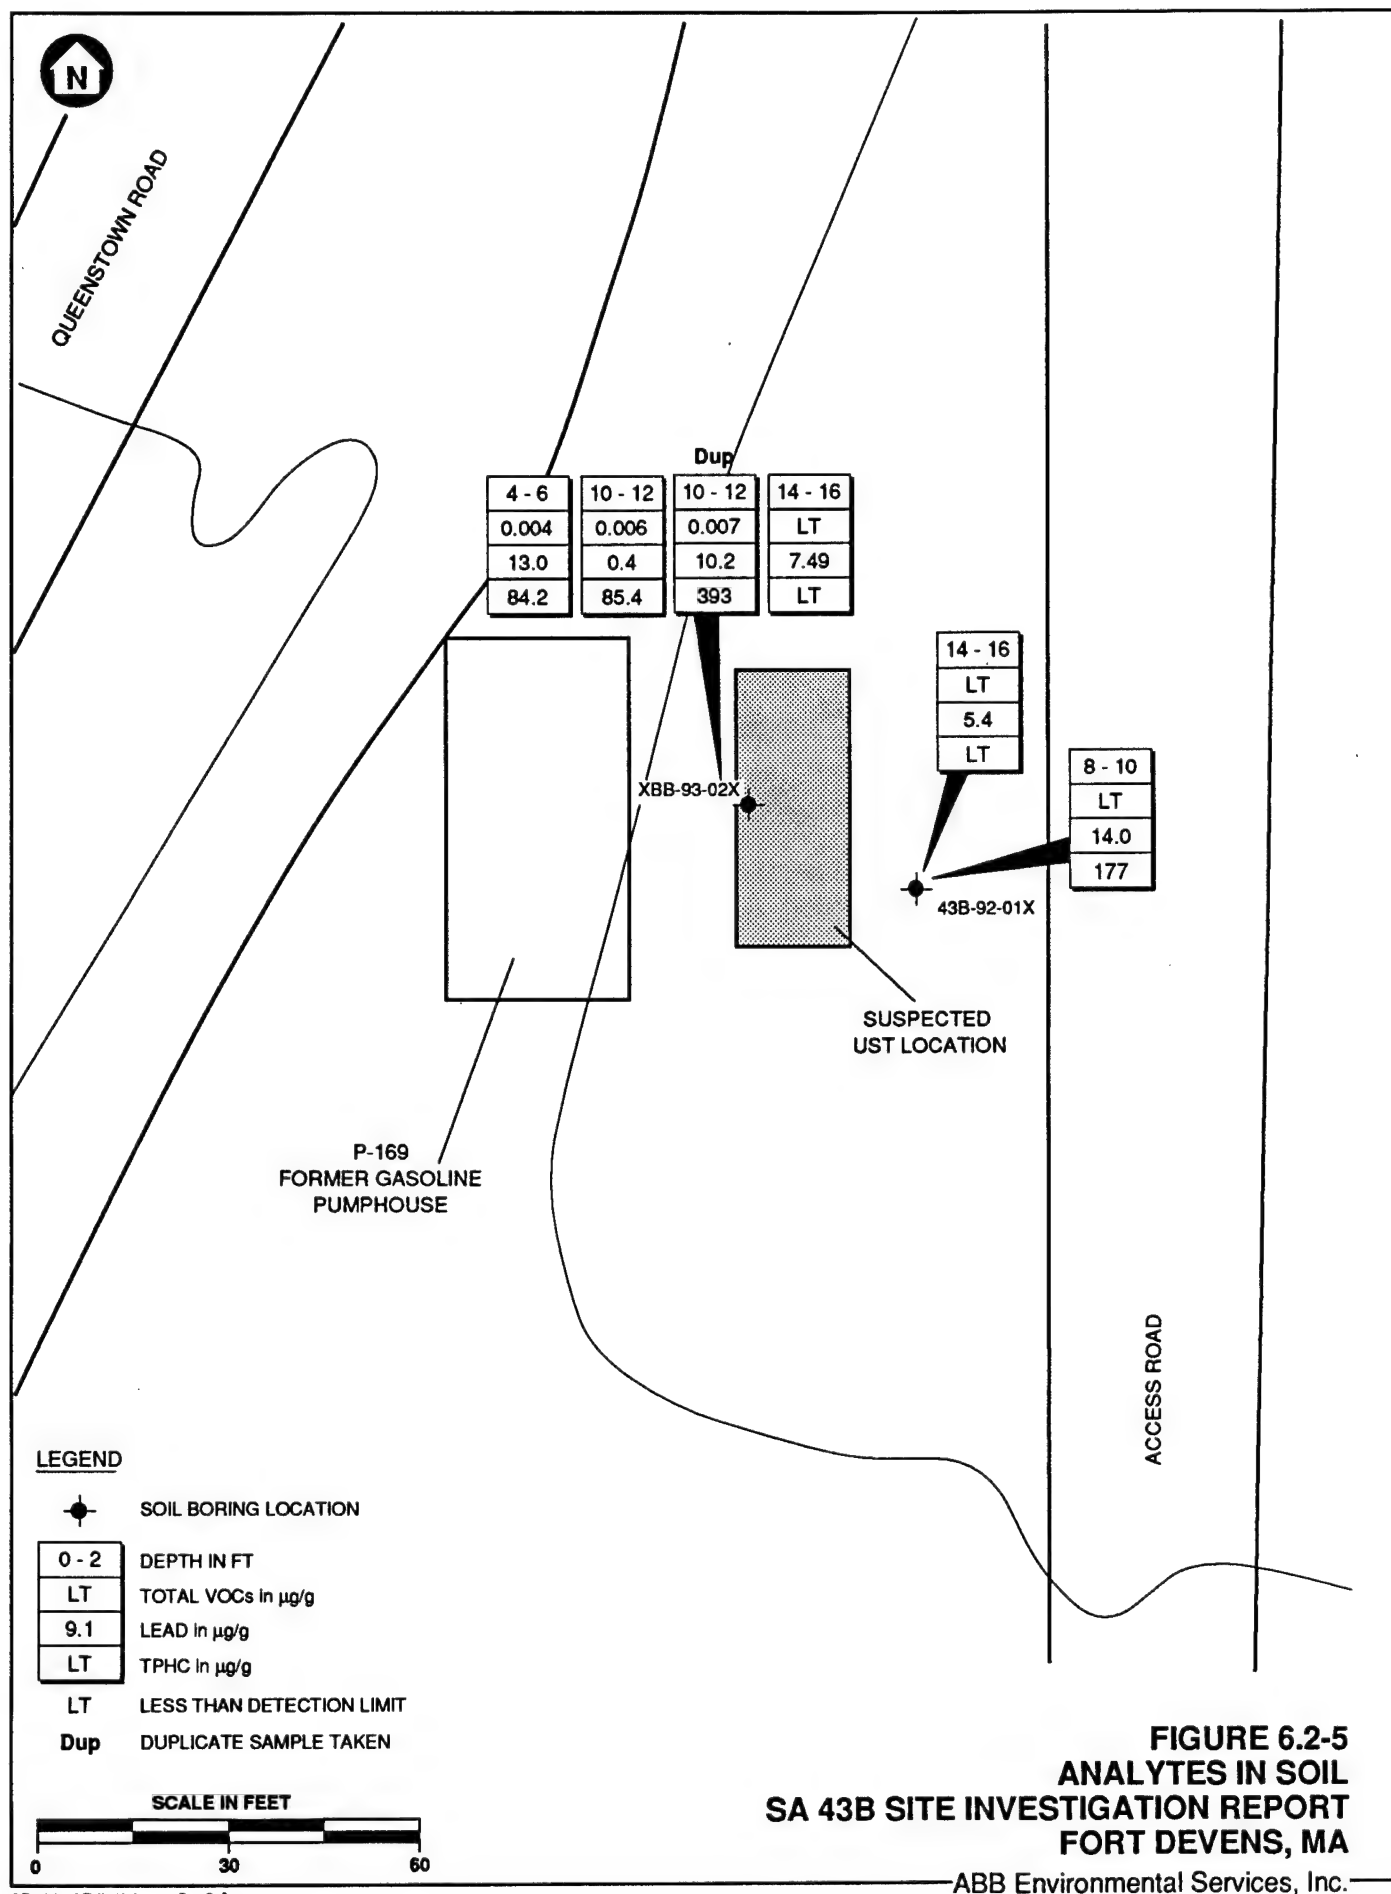 N
QUEENSTOWN ROAD
Dup
4 - 6 10 - 12 10 - 12 14 - 16
0.004 0.006 0.007 LT
13.0 0.4 10.2 7.49
84.2 85.4 393 LT
14 - 16
LT
5.4
LT
8 - 10
LT
14.0
177
XBB-93-02X
43B-92-01X
SUSPECTED
UST LOCATION
P-169
FORMER GASOLINE
PUMPHOUSE
ACCESS ROAD
LEGEND
SOIL BORING LOCATION
0 - 2 DEPTH IN FT
LT TOTAL VOCs in µg/g
9.1 LEAD in µg/g
LT TPHC in µg/g
LT LESS THAN DETECTION LIMIT
Dup DUPLICATE SAMPLE TAKEN
SCALE IN FEET
0 30 60
FIGURE 6.2-5
ANALYTES IN SOIL
SA 43B SITE INVESTIGATION REPORT
FORT DEVENS, MA
ABB Environmental Services, Inc.